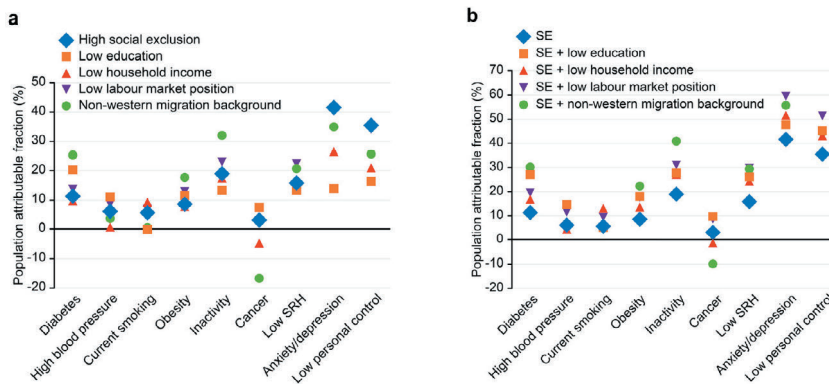 a
High social exclusion
Low education
Low household income
Low labour market position
Non-western migration background
Population attributable fraction (%)
50
40
30
20
10
0
-10
-20
Diabetes
High blood pressure
Current smoking
Obesity
Inactivity
Cancer
Low SRH
Anxiety/depression
Low personal control
b
SE
SE + low education
SE + low household income
SE + low labour market position
SE + non-western migration background
Population attributable fraction (%)
70
60
50
40
30
20
10
0
-10
-20
Diabetes
High blood pressure
Current smoking
Obesity
Inactivity
Cancer
Low SRH
Anxiety/depression
Low personal control